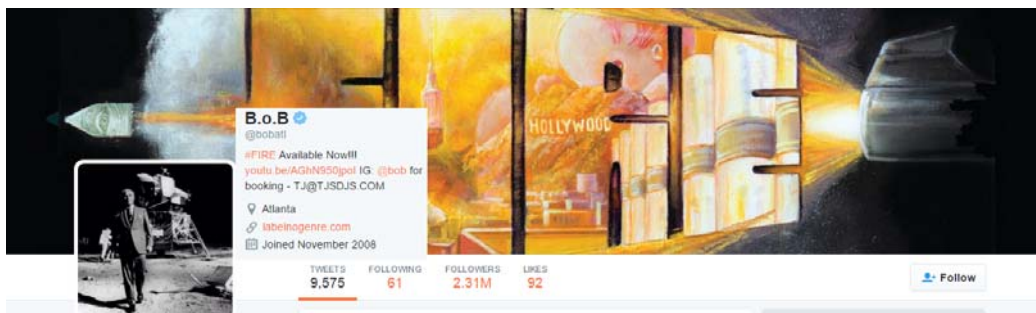 HOLLYWOOD
B.o.B
@bobatl
#FIRE Available Now!!!
youtu.be/AGhN950jpoI IG: @bob for
booking - TJ@TJSDJS.COM
Atlanta
labelnogenre.com
Joined November 2008
TWEETS FOLLOWING FOLLOWERS LIKES
9,575 61 2.31M 92
Follow